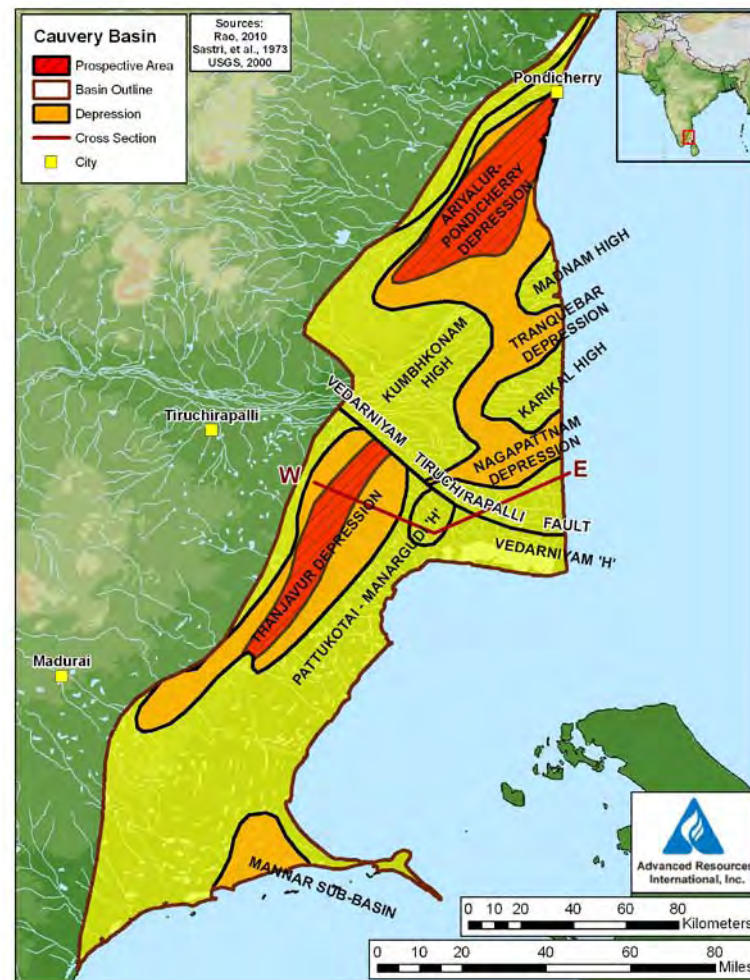 Cauvery Basin
Prospective Area
Basin Outline
Depression
Cross Section
City
Sources:
Rao, 2010
Sastri, et al., 1973
USGS, 2000
Pondicherry
ARIYALUR-
PONDICHERRY
DEPRESSION
MADNAM HIGH
TRANQUEBAR
DEPRESSION
KUMBHKONAM
HIGH
KARIKAL HIGH
VEDARNIYAM TIRUCHIRAPALLI FAULT
Tiruchirapalli
NAGAPATTNAM
DEPRESSION
W
E
THANJAVUR DEPRESSION
PATTUKOTAI - MANARGUDI 'H'
VEDARNIYAM 'H'
Madurai
MANNAR SUB-BASIN
Advanced Resources
International, Inc.
0 10 20 40 60 80
Kilometers
0 10 20 40 60 80
Miles